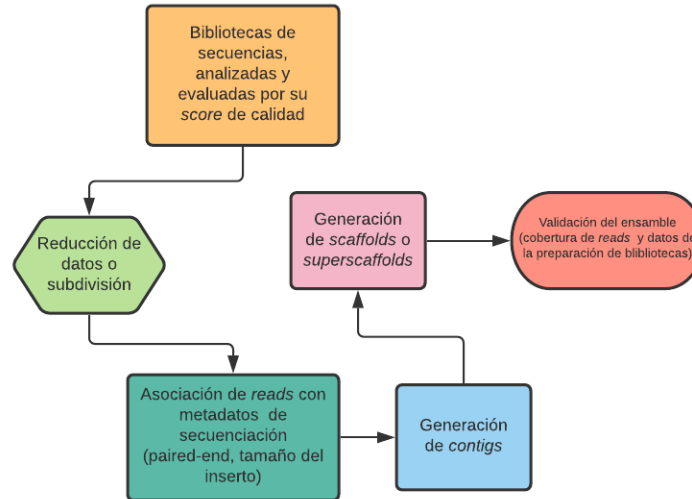 Bibliotecas de
secuencias,
analizadas y
evaluadas por su
score de calidad
Reducción de
datos o
subdivisión
Asociación de reads con
metadatos de
secuenciación
(paired-end, tamaño del
inserto)
Generación
de contigs
Generación
de scaffolds o
superscaffolds
Validación del ensamble
(cobertura de reads y datos de
la preparación de blibliotecas)